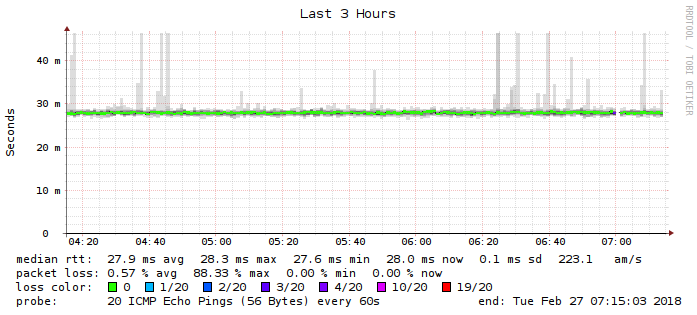 Last 3 Hours
RRDTOOL / TOBI OETIKER
Seconds
40 m
30 m
20 m
10 m
0
04:20 04:40 05:00 05:20 05:40 06:00 06:20 06:40 07:00
median rtt: 27.9 ms avg 28.3 ms max 27.6 ms min 28.0 ms now 0.1 ms sd 223.1 am/s
packet loss: 0.57 % avg 88.33 % max 0.00 % min 0.00 % now
loss color: 0 1/20 2/20 3/20 4/20 10/20 19/20
probe: 20 ICMP Echo Pings (56 Bytes) every 60s end: Tue Feb 27 07:15:03 2018